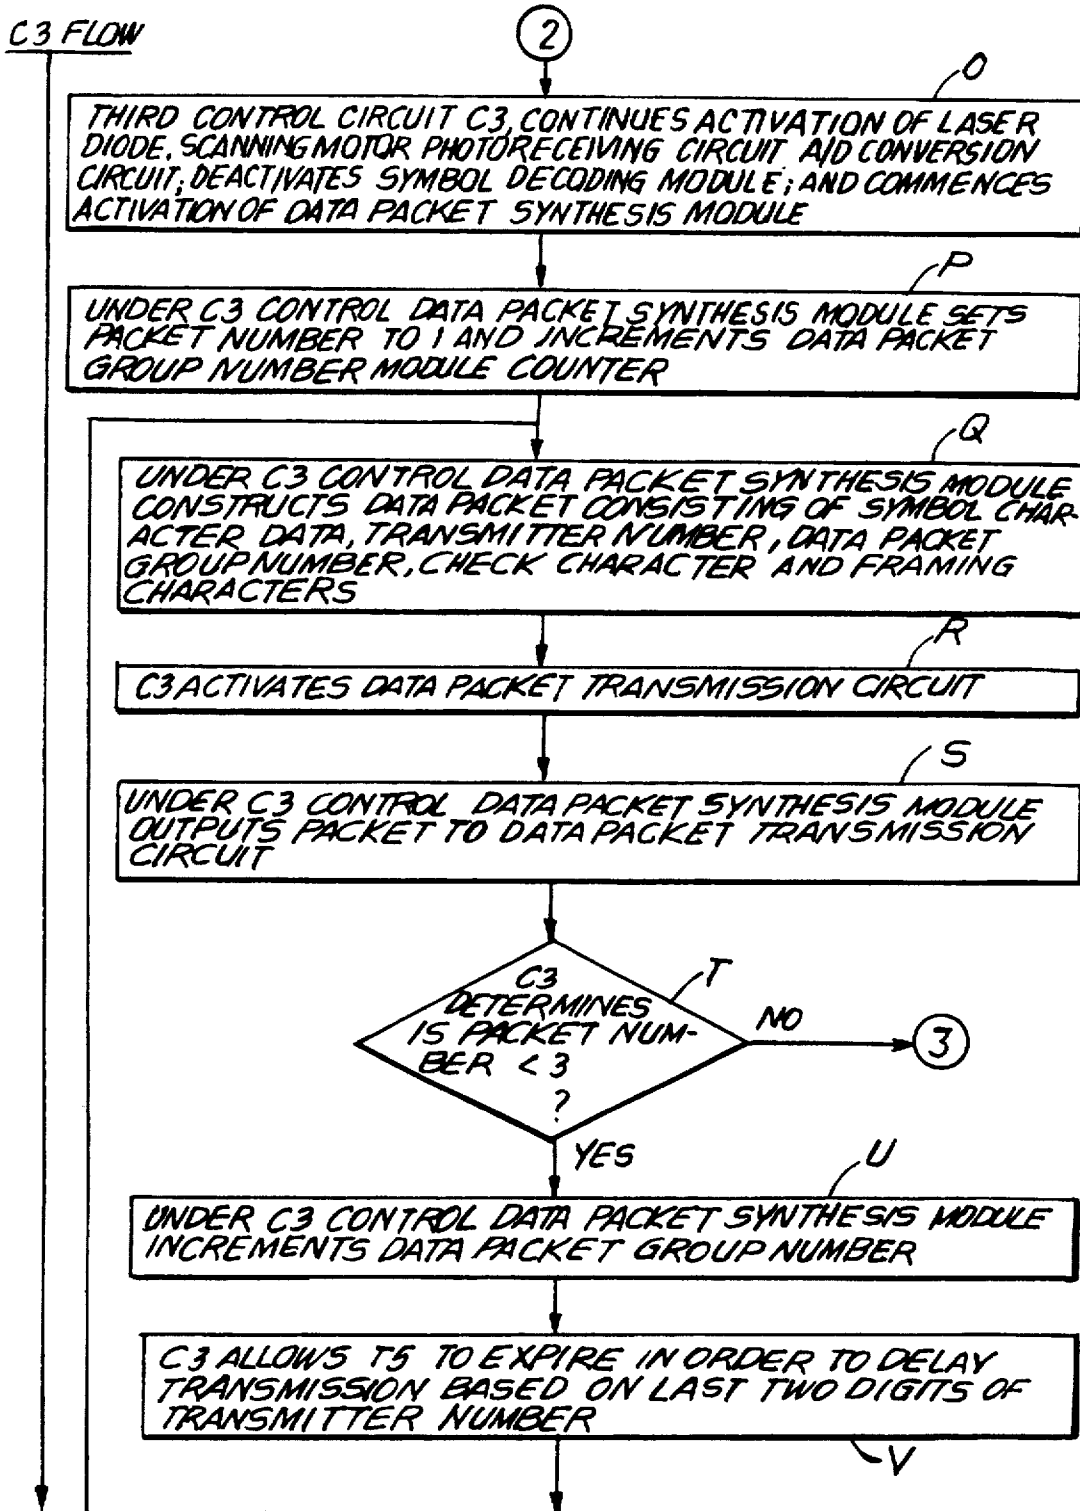 C3 FLOW
2
O
THIRD CONTROL CIRCUIT C3, CONTINUES ACTIVATION OF LASER
DIODE, SCANNING MOTOR PHOTORECEIVING CIRCUIT A/D CONVERSION
CIRCUIT; DEACTIVATES SYMBOL DECODING MODULE; AND COMMENCES
ACTIVATION OF DATA PACKET SYNTHESIS MODULE
P
UNDER C3 CONTROL DATA PACKET SYNTHESIS MODULE SETS
PACKET NUMBER TO 1 AND INCREMENTS DATA PACKET
GROUP NUMBER MODULE COUNTER
Q
UNDER C3 CONTROL DATA PACKET SYNTHESIS MODULE
CONSTRUCTS DATA PACKET CONSISTING OF SYMBOL CHAR-
ACTER DATA, TRANSMITTER NUMBER, DATA PACKET
GROUP NUMBER, CHECK CHARACTER AND FRAMING
CHARACTERS
R
C3 ACTIVATES DATA PACKET TRANSMISSION CIRCUIT
S
UNDER C3 CONTROL DATA PACKET SYNTHESIS MODULE
OUTPUTS PACKET TO DATA PACKET TRANSMISSION
CIRCUIT
T
C3
DETERMINES
IS PACKET NUM-
BER < 3
?
NO
3
YES
U
UNDER C3 CONTROL DATA PACKET SYNTHESIS MODULE
INCREMENTS DATA PACKET GROUP NUMBER
C3 ALLOWS T5 TO EXPIRE IN ORDER TO DELAY
TRANSMISSION BASED ON LAST TWO DIGITS OF
TRANSMITTER NUMBER
V